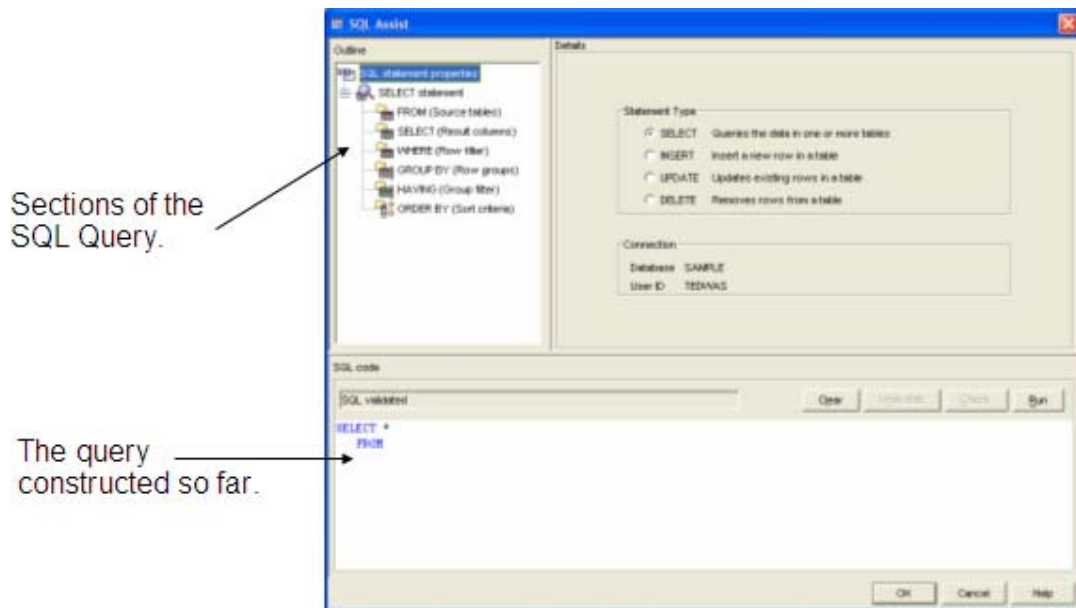 SQL Assist
Outline
Details
SQL statement properties
SELECT statement
FROM (Source tables)
SELECT (Result columns)
WHERE (Row filter)
GROUP BY (Row groups)
HAVING (Group filter)
ORDER BY (Sort criteria)
Statement Type
SELECT Queries the data in one or more tables
INSERT Insert a new row in a table
UPDATE Updates existing rows in a table
DELETE Removes rows from a table
Connection
Database SAMPLE
User ID TEDWAS
Sections of the
SQL Query.
SQL code
SQL validated
Clear
Check
Run
SELECT *
FROM
The query
constructed so far.
OK
Cancel
Help